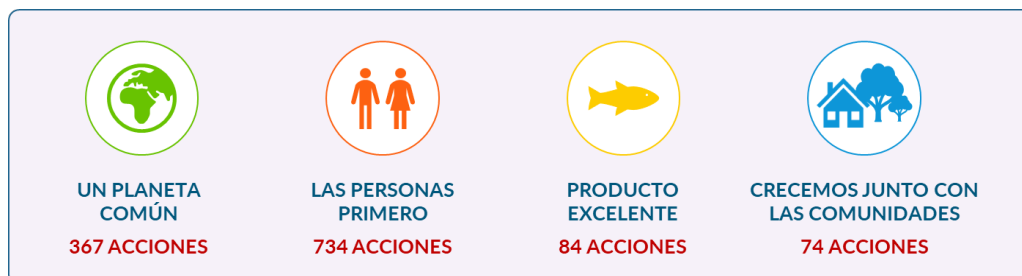 UN PLANETA
COMÚN
367 ACCIONES
LAS PERSONAS
PRIMERO
734 ACCIONES
PRODUCTO
EXCELENTE
84 ACCIONES
CRECEMOS JUNTO CON
LAS COMUNIDADES
74 ACCIONES